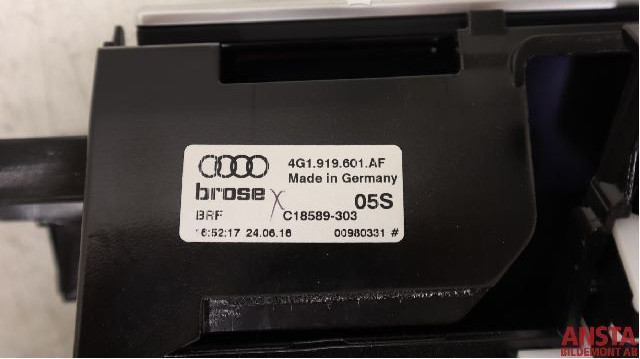 4G1.919.601.AF
Made in Germany
brose
05S
BRF
C18589-303
16:52:17 24.06.16
00980331 #
ANSTA
BILDEMONT AB